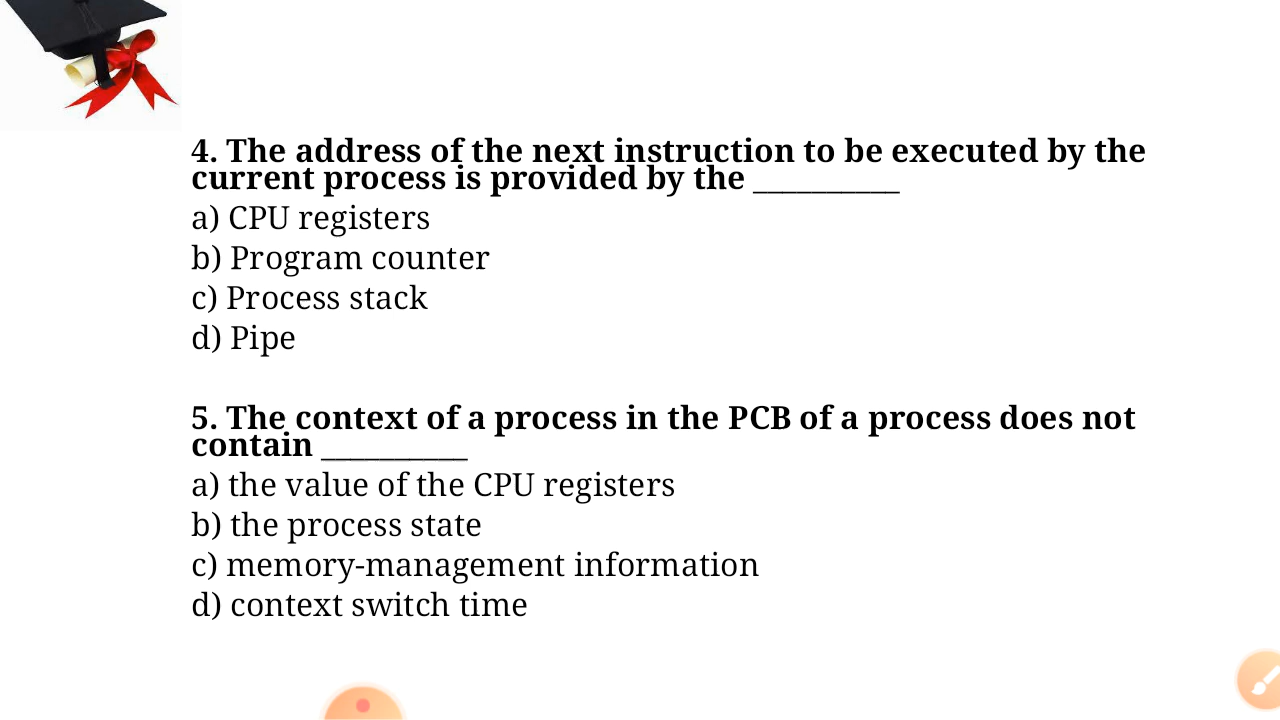 4. The address of the next instruction to be executed by the
current process is provided by the __________
a) CPU registers
b) Program counter
c) Process stack
d) Pipe
5. The context of a process in the PCB of a process does not
contain __________
a) the value of the CPU registers
b) the process state
c) memory-management information
d) context switch time